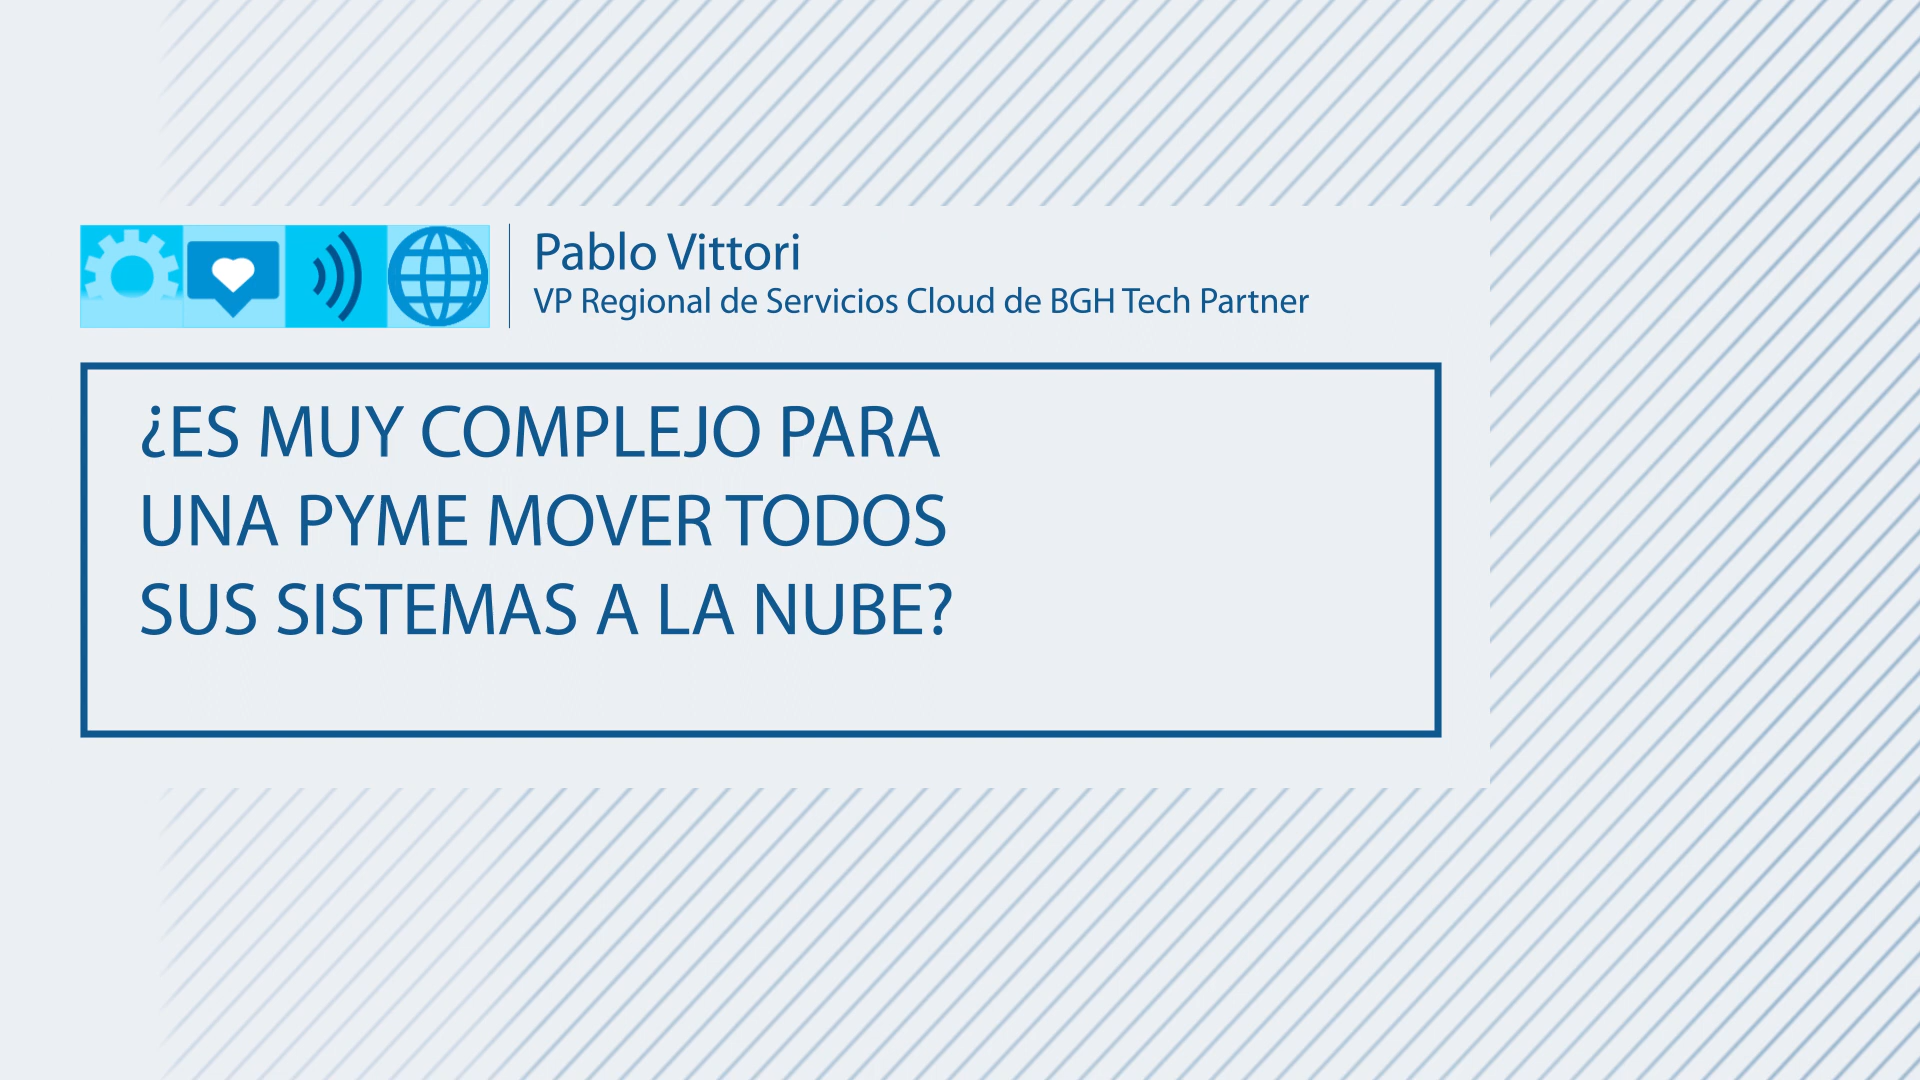 Pablo Vittori
VP Regional de Servicios Cloud de BGH Tech Partner
¿ES MUY COMPLEJO PARA
UNA PYME MOVER TODOS
SUS SISTEMAS A LA NUBE?